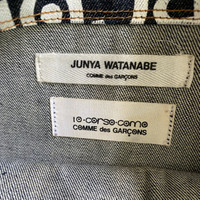 JUNYA WATANABE
COMME des GARÇONS
10·corso·como
COMME des GARÇONS